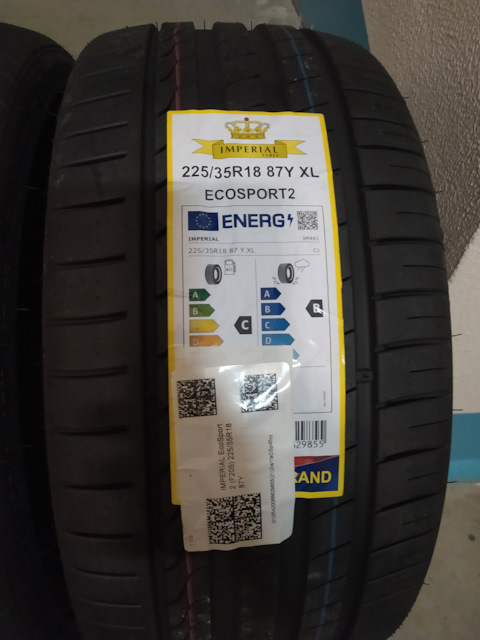 IMPERIAL
TYRES
225/35R18 87Y XL
ECOSPORT2
ENERG
IMPERIAL
IM461
225/35R18 87 Y XL
C1
A
A
B
B
B
C
C
C
D
D
IMPERIAL EcoSport
2 (F205) 225/35R18
87Y
29855
RAND